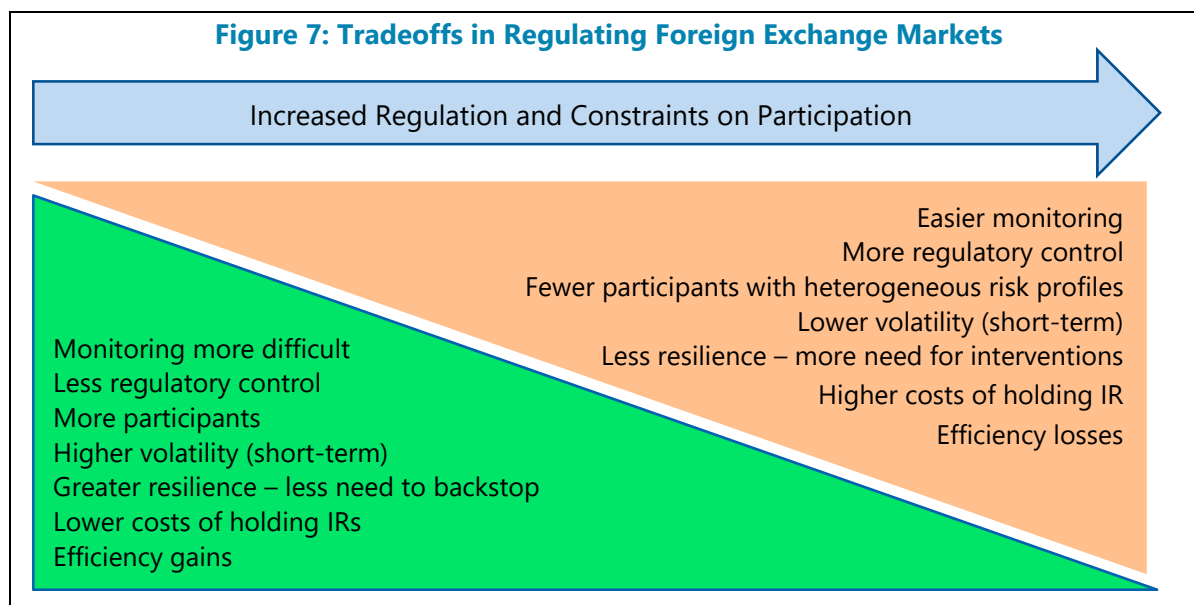 Figure 7: Tradeoffs in Regulating Foreign Exchange Markets
Increased Regulation and Constraints on Participation
Easier monitoring
More regulatory control
Fewer participants with heterogeneous risk profiles
Lower volatility (short-term)
Less resilience – more need for interventions
Higher costs of holding IR
Efficiency losses
Monitoring more difficult
Less regulatory control
More participants
Higher volatility (short-term)
Greater resilience – less need to backstop
Lower costs of holding IRs
Efficiency gains